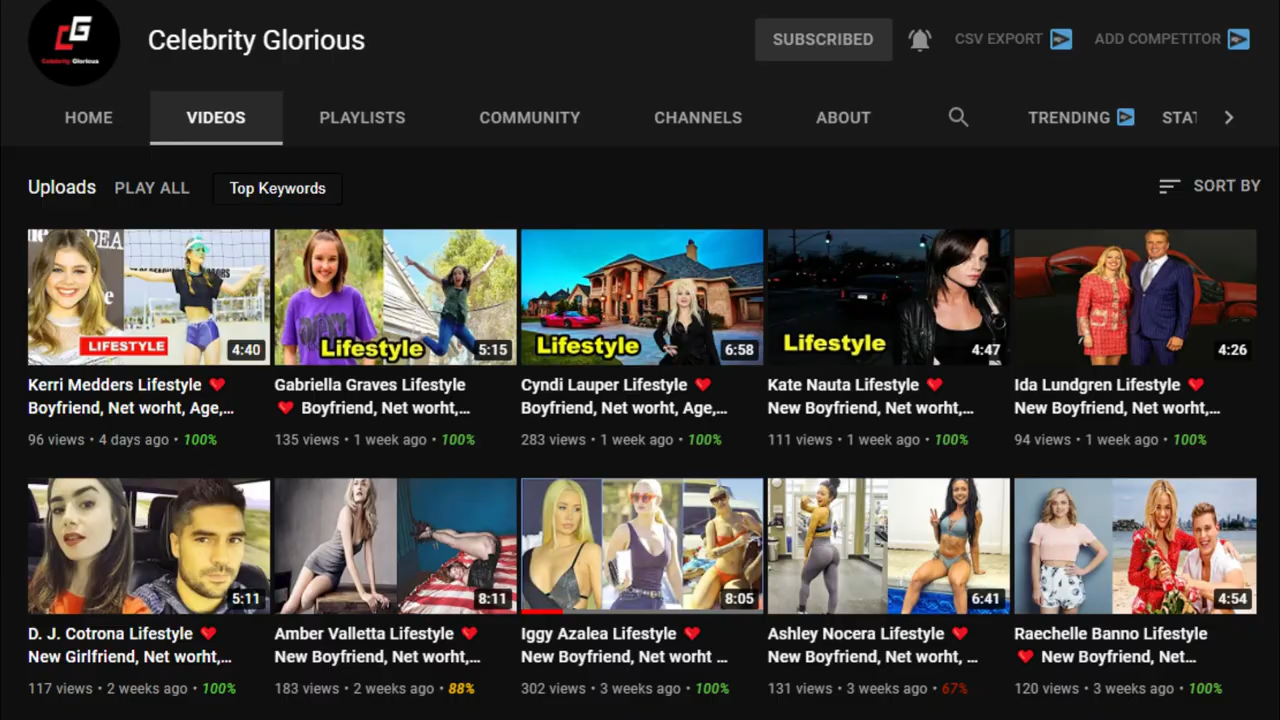 CG
Celebrity Glorious
Celebrity Glorious
SUBSCRIBED
CSV EXPORT
ADD COMPETITOR
HOME
VIDEOS
PLAYLISTS
COMMUNITY
CHANNELS
ABOUT
TRENDING
STAT
Uploads
PLAY ALL
Top Keywords
SORT BY
LIFESTYLE
4:40
Lifestyle
5:15
Lifestyle
6:58
Lifestyle
4:47
4:26
Kerri Medders Lifestyle ❤️
Boyfriend, Net worht, Age,...
96 views • 4 days ago • 100%
Gabriella Graves Lifestyle
❤️ Boyfriend, Net worht,...
135 views • 1 week ago • 100%
Cyndi Lauper Lifestyle ❤️
Boyfriend, Net worht, Age,...
283 views • 1 week ago • 100%
Kate Nauta Lifestyle ❤️
New Boyfriend, Net worht,...
111 views • 1 week ago • 100%
Ida Lundgren Lifestyle ❤️
New Boyfriend, Net worht,...
94 views • 1 week ago • 100%
5:11
8:11
8:05
6:41
4:54
D. J. Cotrona Lifestyle ❤️
New Girlfriend, Net worht,...
117 views • 2 weeks ago • 100%
Amber Valletta Lifestyle ❤️
New Boyfriend, Net worht,...
183 views • 2 weeks ago • 88%
Iggy Azalea Lifestyle ❤️
New Boyfriend, Net worht ...
302 views • 3 weeks ago • 100%
Ashley Nocera Lifestyle ❤️
New Boyfriend, Net worht, ...
131 views • 3 weeks ago • 67%
Raechelle Banno Lifestyle
❤️ New Boyfriend, Net...
120 views • 3 weeks ago • 100%